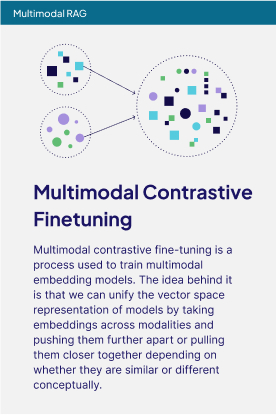 Multimodal RAG
Multimodal Contrastive
Finetuning
Multimodal contrastive fine-tuning is a
process used to train multimodal
embedding models. The idea behind it
is that we can unify the vector space
representation of models by taking
embeddings across modalities and
pushing them further apart or pulling
them closer together depending on
whether they are similar or different
conceptually.